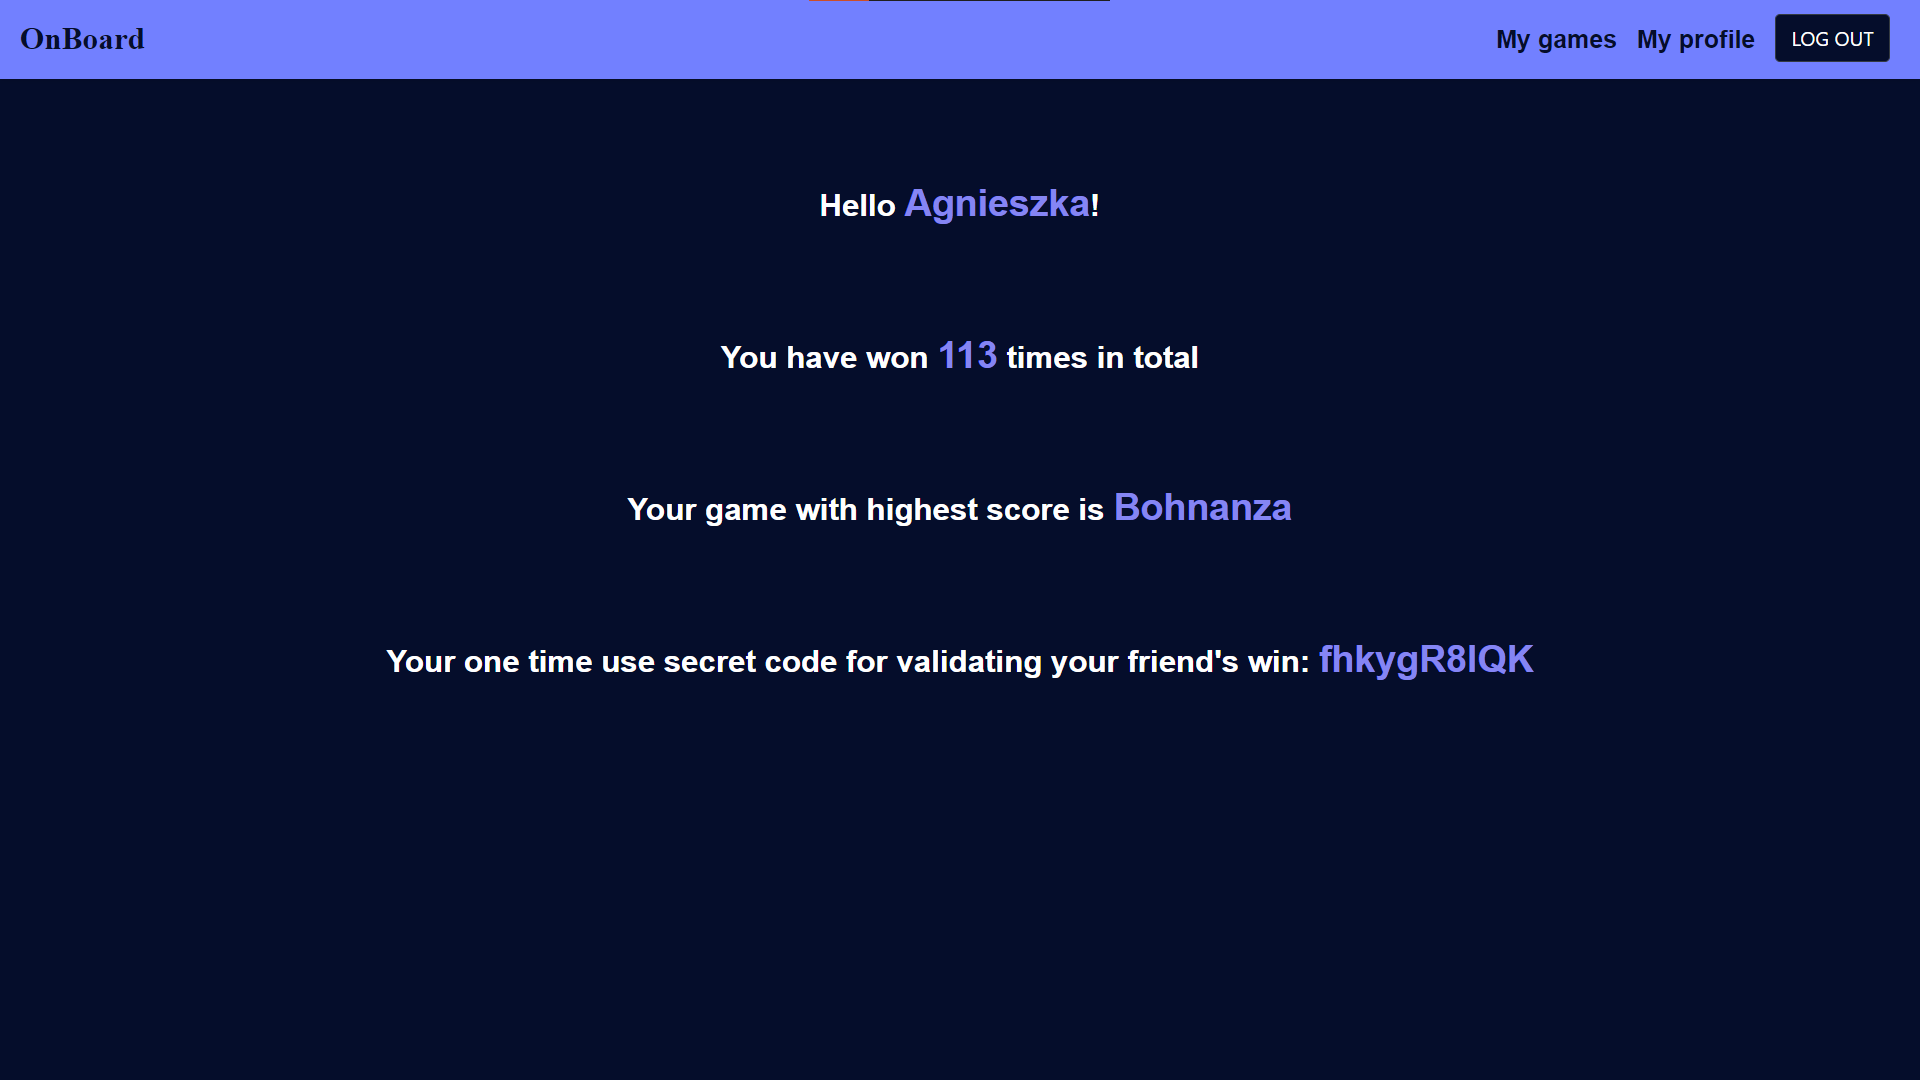 OnBoard My games My profile LOG OUT
Hello Agnieszka!
You have won 113 times in total
Your game with highest score is Bohnanza
Your one time use secret code for validating your friend's win: fhkygR8lQK